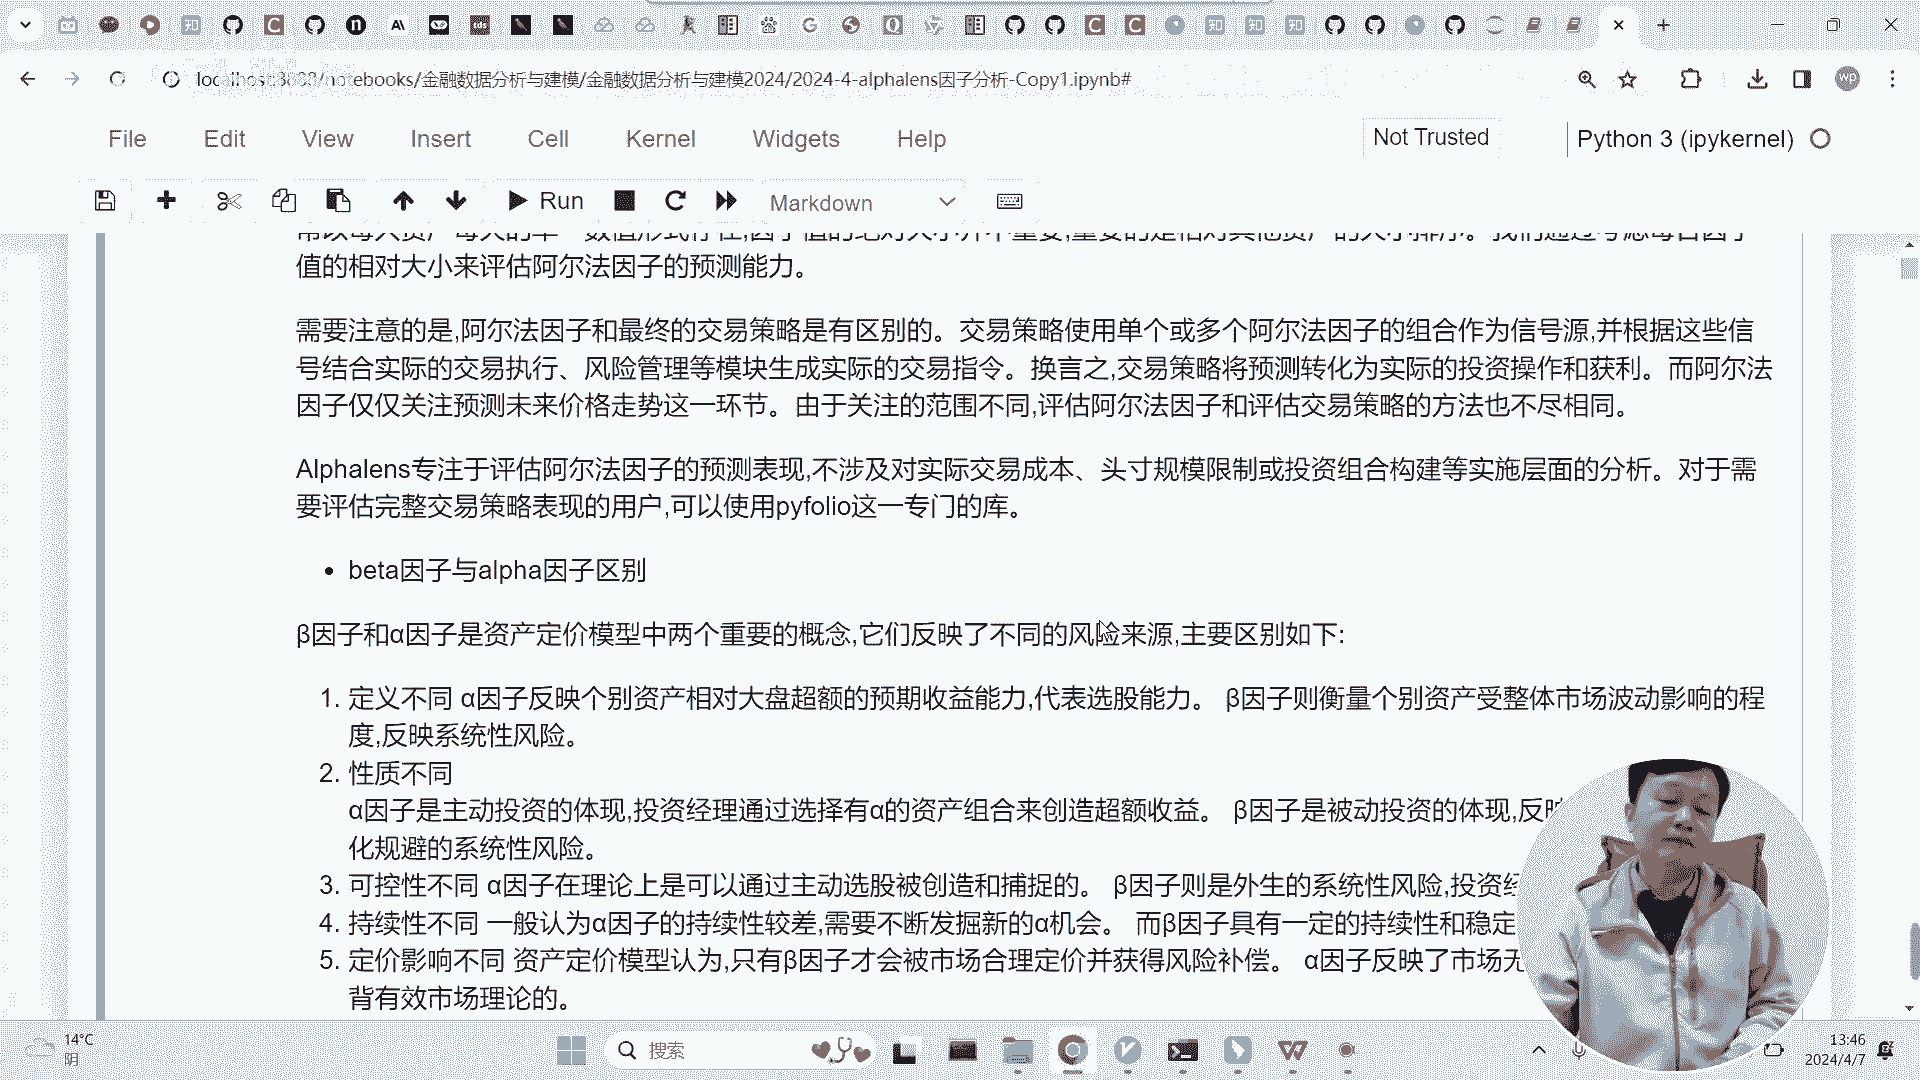 localhost:8888/notebooks/金融数据分析与建模/金融数据分析与建模2024/2024-4-alphalens因子分析-Copy1.ipynb#
wp
File Edit View Insert Cell Kernel Widgets Help
Not Trusted
Python 3 (ipykernel)
Run
Markdown
值的相对大小来评估阿尔法因子的预测能力。
需要注意的是,阿尔法因子和最终的交易策略是有区别的。交易策略使用单个或多个阿尔法因子的组合作为信号源,并根据这些信
号结合实际的交易执行、风险管理等模块生成实际的交易指令。换言之,交易策略将预测转化为实际的投资操作和获利。而阿尔法
因子仅仅关注预测未来价格走势这一环节。由于关注的范围不同,评估阿尔法因子和评估交易策略的方法也不尽相同。
Alphalens专注于评估阿尔法因子的预测表现,不涉及对实际交易成本、头寸规模限制或投资组合构建等实施层面的分析。对于需
要评估完整交易策略表现的用户,可以使用pyfolio这一专门的库。
• beta因子与alpha因子区别
β因子和α因子是资产定价模型中两个重要的概念,它们反映了不同的风险来源,主要区别如下:
1. 定义不同 α因子反映个别资产相对大盘超额的预期收益能力,代表选股能力。 β因子则衡量个别资产受整体市场波动影响的程
度,反映系统性风险。
2. 性质不同
α因子是主动投资的体现,投资经理通过选择有α的资产组合来创造超额收益。 β因子是被动投资的体现,反
化规避的系统性风险。
3. 可控性不同 α因子在理论上是可以通过主动选股被创造和捕捉的。 β因子则是外生的系统性风险,投资
4. 持续性不同 一般认为α因子的持续性较差,需要不断发掘新的α机会。 而β因子具有一定的持续性和稳定
5. 定价影响不同 资产定价模型认为,只有β因子才会被市场合理定价并获得风险补偿。 α因子反映了市场无
背有效市场理论的。
14°C
阴
搜索
13:46
2024/4/7